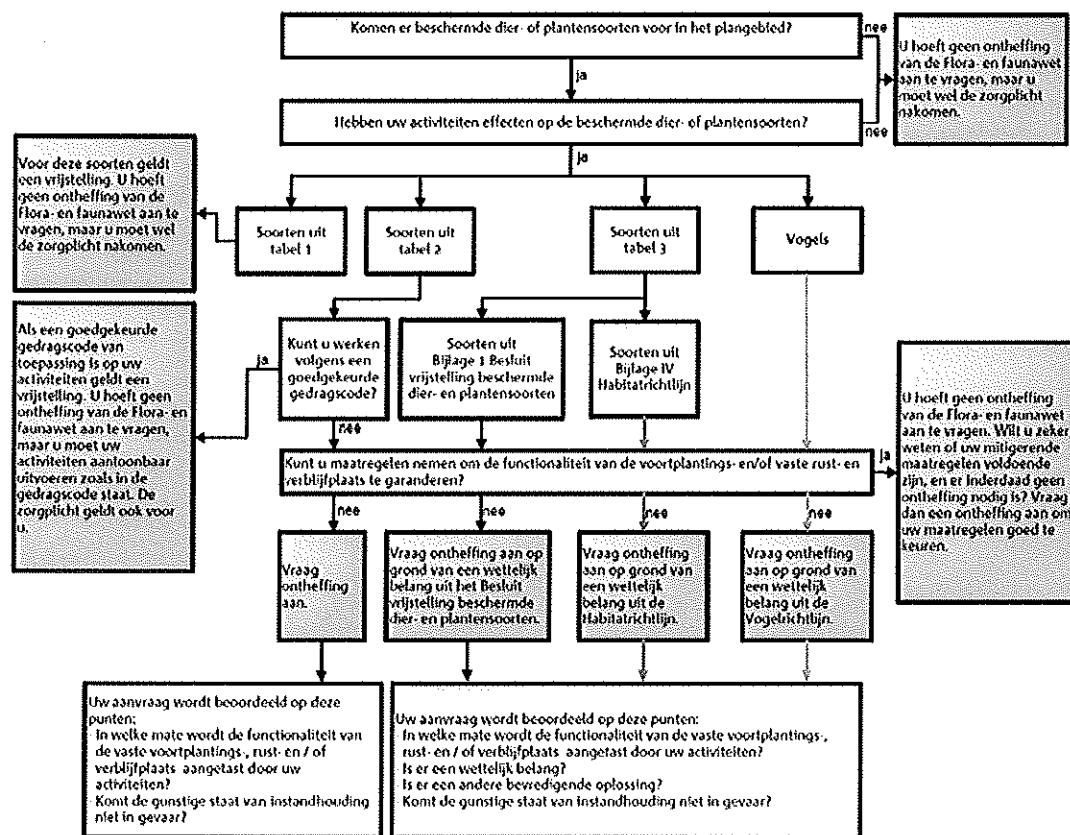 Komen er beschermde dier- of plantensoorten voor in het plangebied?
nee
U hoeft geen ontheffing
van de Flora- en faunawet
aan te vragen, maar u
moet wel de zorgplicht
nakomen.
ja
Hebben uw activiteiten effecten op de beschermde dier- of plantensoorten?
nee
ja
Voor deze soorten geldt
een vrijstelling. U hoeft
geen ontheffing van de
Flora- en faunawet aan te
vragen, maar u moet wel
de zorgplicht nakomen.
Soorten uit
tabel 1
Soorten uit
tabel 2
Soorten uit
tabel 3
Vogels
Als een goedgekeurde
gedragscode van
toepassing is op uw
activiteiten geldt een
vrijstelling. U hoeft geen
ontheffing van de Flora- en
faunawet aan te vragen,
maar u moet uw
activiteiten aantoonbaar
uitvoeren zoals in de
gedragscode staat. De
zorgplicht geldt ook voor
u.
ja
Kunt u werken
volgens een
goedgekeurde
gedragscode?
Soorten uit
Bijlage 1 Besluit
vrijstelling beschermde
dier- en plantensoorten
Soorten uit
Bijlage IV
Habitatrichtlijn
nee
Kunt u maatregelen nemen om de functionaliteit van de voortplantings- en/of vaste rust- en
verblijfplaats te garanderen?
ja
U hoeft geen ontheffing
van de Flora- en faunawet
aan te vragen. Wilt u zeker
weten of uw mitigerende
maatregelen voldoende
zijn, en er inderdaad geen
ontheffing nodig is? Vraag
dan een ontheffing aan om
uw maatregelen goed te
keuren.
nee
nee
nee
nee
Vraag
ontheffing
aan.
Vraag ontheffing aan op
grond van een wettelijk
belang uit het Besluit
vrijstelling beschermde
dier- en plantensoorten.
Vraag ontheffing
aan op grond van
een wettelijk
belang uit de
Habitatrichtlijn.
Vraag ontheffing
aan op grond van
een wettelijk
belang uit de
Vogelrichtlijn.
Uw aanvraag wordt beoordeeld op deze
punten:
· In welke mate wordt de functionaliteit van
de vaste voortplantings-, rust- en / of
verblijfplaats aangetast door uw
activiteiten?
· Komt de gunstige staat van instandhouding
niet in gevaar?
Uw aanvraag wordt beoordeeld op deze punten:
· In welke mate wordt de functionaliteit van de vaste voortplantings-,
rust- en / of verblijfplaats aangetast door uw activiteiten?
· Is er een wettelijk belang?
· Is er een andere bevredigende oplossing?
· Komt de gunstige staat van instandhouding niet in gevaar?